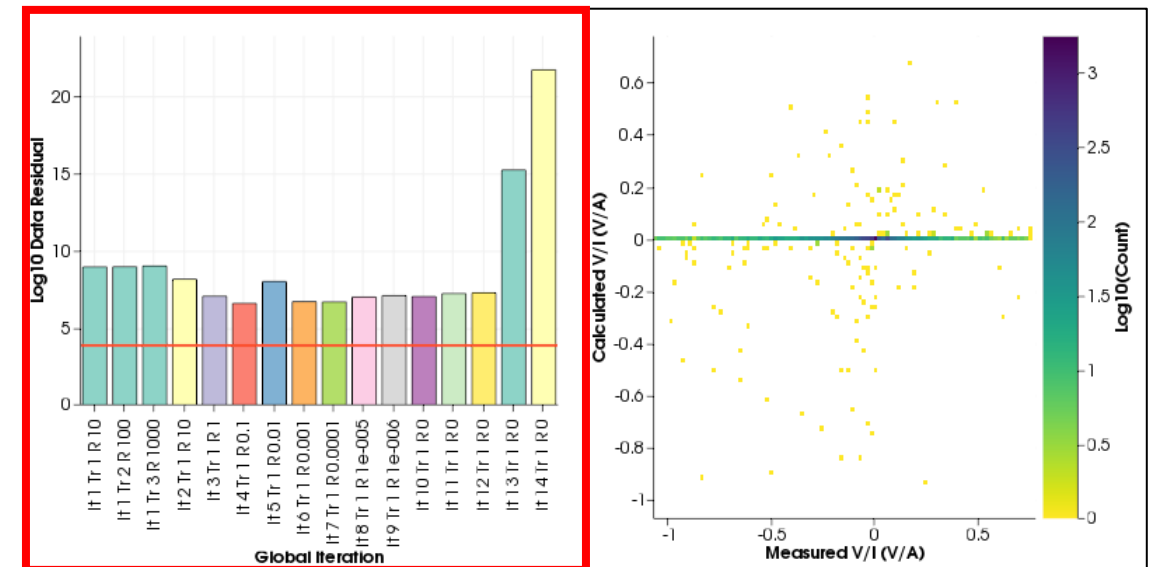 Log10 Data Residual
20
15
10
5
0
It 1 Tr 1 R 10
It 1 Tr 2 R 100
It 1 Tr 3 R 1000
It 2 Tr 1 R 10
It 3 Tr 1 R 1
It 4 Tr 1 R 0.1
It 5 Tr 1 R 0.01
It 6 Tr 1 R 0.001
It 7 Tr 1 R 0.0001
It 8 Tr 1 R 1e-005
It 9 Tr 1 R 1e-006
It 10 Tr 1 R 0
It 11 Tr 1 R 0
It 12 Tr 1 R 0
It 13 Tr 1 R 0
It 14 Tr 1 R 0
Global Iteration
Calculated V/I (V/A)
0.6
0.4
0.2
0
-0.2
-0.4
-0.6
-0.8
-1
-1
-0.5
0
0.5
Measured V/I (V/A)
3
2.5
2
1.5
1
0.5
0
Log10(Count)